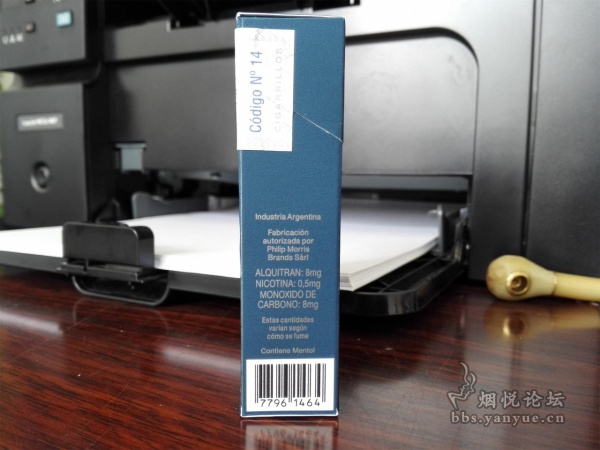 Código Nº 14
CIGARRILLOS
Industria Argentina
Fabricación
autorizada por
Philip Morris
Brands Sàrl
ALQUITRAN: 8mg
NICOTINA: 0,5mg
MONOXIDO DE
CARBONO: 8mg
Estas cantidades
varían según
cómo se fume
Contiene Mentol
7796 1464
烟悦论坛
bbs.yanyue.cn